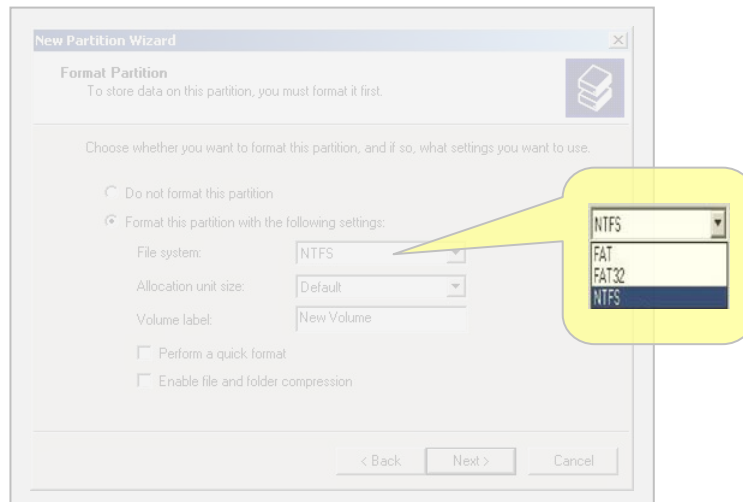 New Partition Wizard
Format Partition
To store data on this partition, you must format it first.
Choose whether you want to format this partition, and if so, what settings you want to use.
Do not format this partition
Format this partition with the following settings:
File system: NTFS
Allocation unit size: Default
Volume label: New Volume
Perform a quick format
Enable file and folder compression
< Back Next > Cancel
NTFS
FAT
FAT32
NTFS